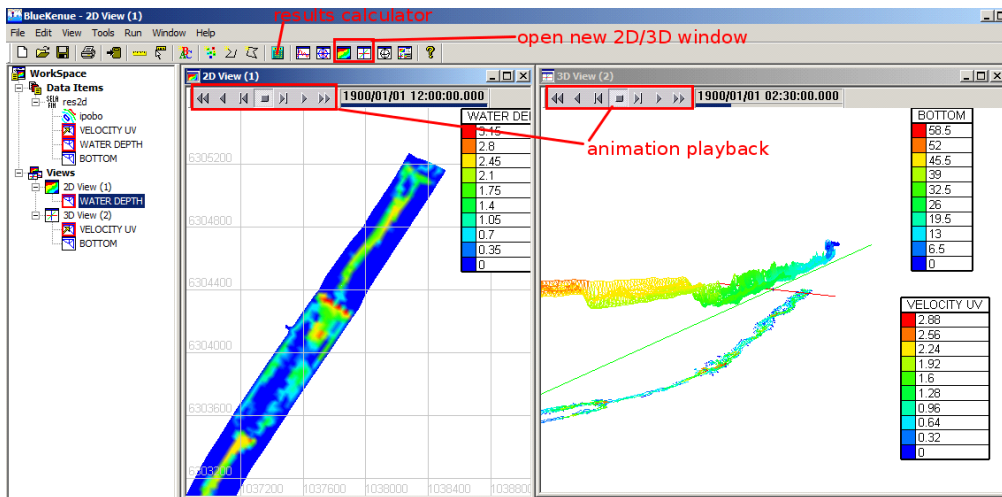 BlueKenue - 2D View (1)
results calculator
File Edit View Tools Run Window Help
open new 2D/3D window
WorkSpace
Data Items
res2d
ipobo
VELOCITY UV
WATER DEPTH
BOTTOM
Views
2D View (1)
WATER DEPTH
3D View (2)
VELOCITY UV
BOTTOM
2D View (1)
1900/01/01 12:00:00.000
WATER DEI
3.15
2.8
2.45
2.1
1.75
1.4
1.05
0.7
0.35
0
6305200
6304800
6304400
6304000
6303600
6303200
1037200
1037600
1038000
1038400
1038800
3D View (2)
1900/01/01 02:30:00.000
animation playback
BOTTOM
58.5
52
45.5
39
32.5
26
19.5
13
6.5
0
VELOCITY UV
2.88
2.56
2.24
1.92
1.6
1.28
0.96
0.64
0.32
0